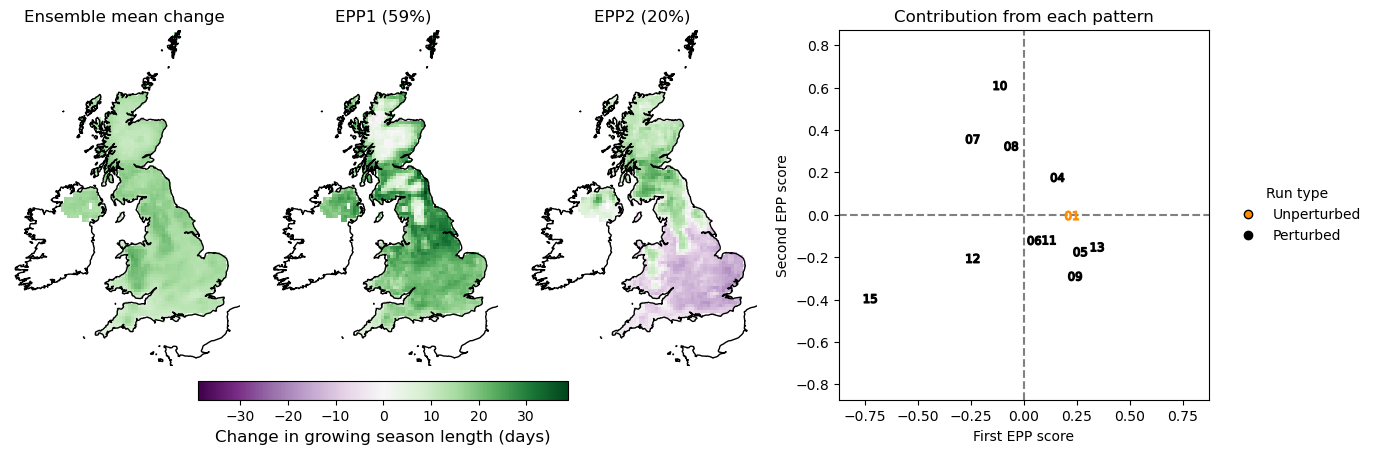 Ensemble mean change
EPP1 (59%)
EPP2 (20%)
Contribution from each pattern
−30 −20 −10 0 10 20 30
Change in growing season length (days)
Second EPP score
0.8
0.6
0.4
0.2
0.0
−0.2
−0.4
−0.6
−0.8
10
07
08
04
01
06
11
05
13
12
09
15
−0.75 −0.50 −0.25 0.00 0.25 0.50 0.75
First EPP score
Run type
Unperturbed
Perturbed